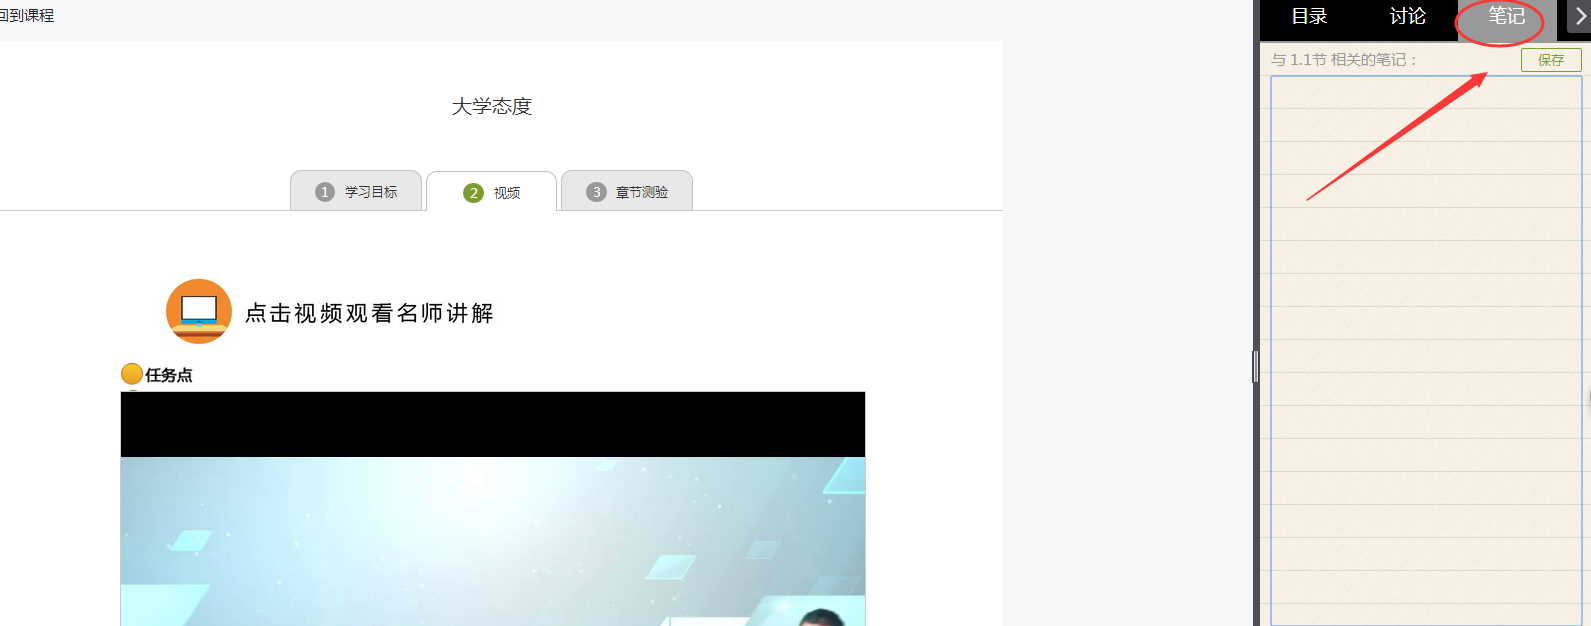 回到课程
目录 讨论 笔记
与 1.1节 相关的笔记：
保存
大学态度
1 学习目标
2 视频
3 章节测验
点击视频观看名师讲解
任务点